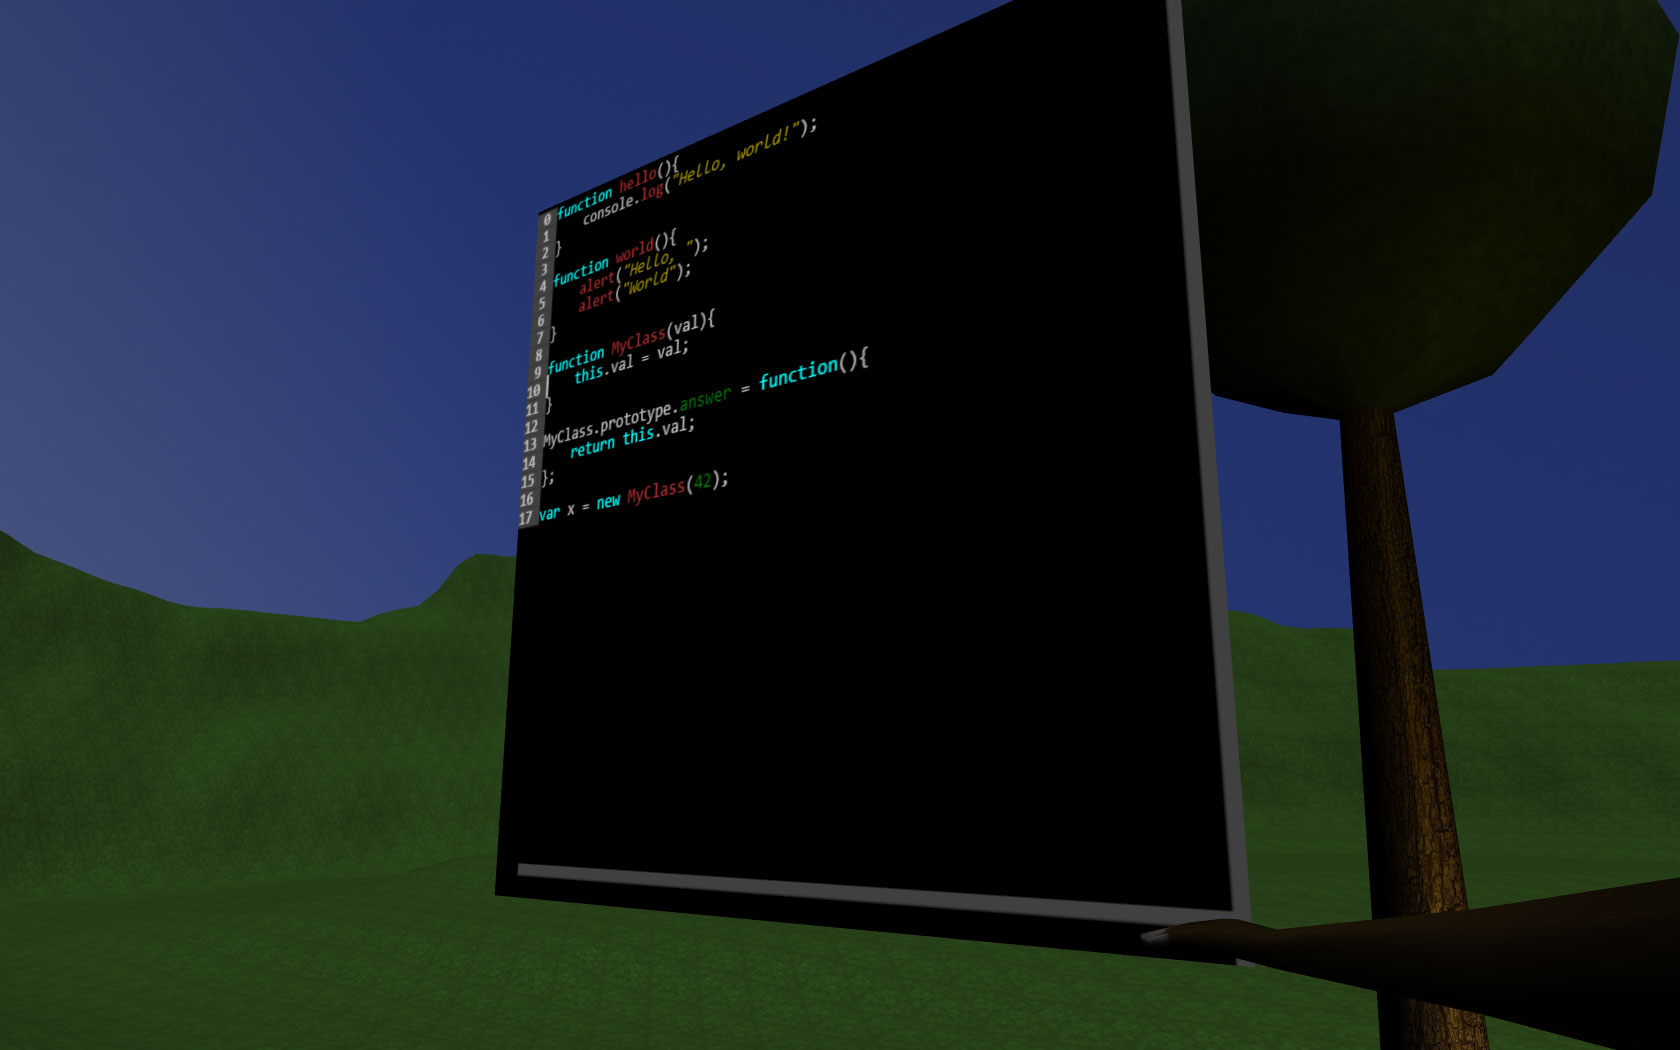 0 function hello(){
1     console.log("Hello, world!");
2 }
3
4 function world(){
5     alert("Hello, ");
6     alert("World");
7 }
8
9 function MyClass(val){
10     this.val = val;
11 }
12
13 MyClass.prototype.answer = function(){
14     return this.val;
15 };
16
17 var x = new MyClass(42);